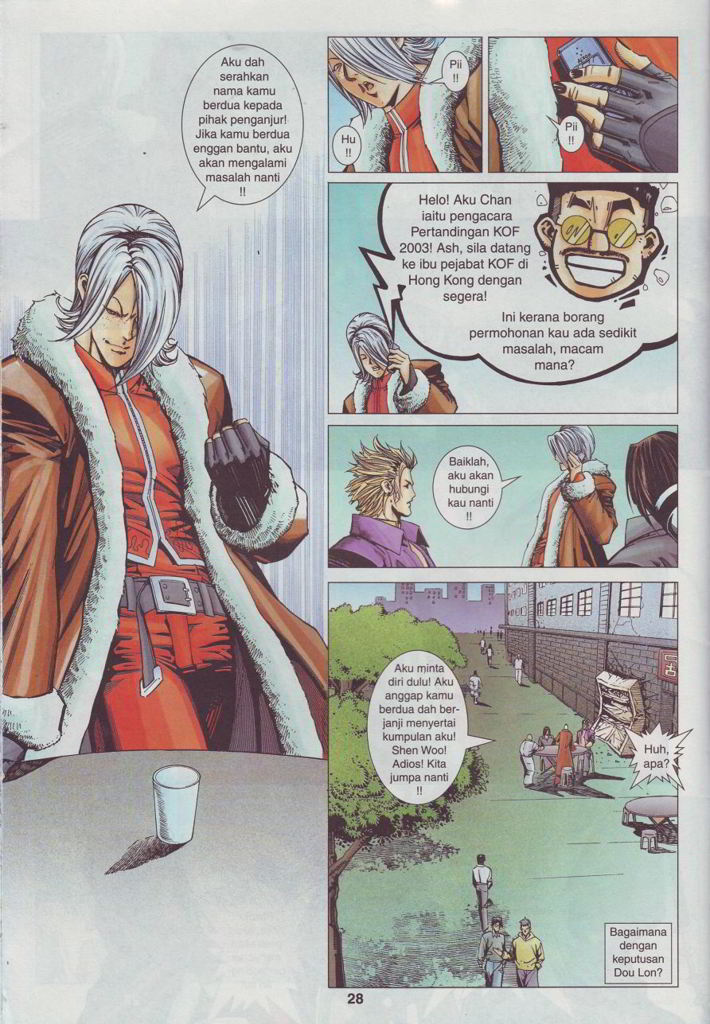 Aku dah
serahkan
nama kamu
berdua kepada
pihak penganjur!
Jika kamu berdua
enggan bantu, aku
akan mengalami
masalah nanti
!!
Pii
!!
Hu
!!
Pii
!!
Helo! Aku Chan
iaitu pengacara
Pertandingan KOF
2003! Ash, sila datang
ke ibu pejabat KOF di
Hong Kong dengan
segera!
Ini kerana borang
permohonan kau ada sedikit
masalah, macam
mana?
Baiklah,
aku akan
hubungi
kau nanti
!!
Aku minta
diri dulu! Aku
anggap kamu
berdua dah ber-
janji menyertai
kumpulan aku!
Shen Woo!
Adios! Kita
jumpa nanti
!!
Huh,
apa?
Bagaimana
dengan
keputusan
Dou Lon?
28